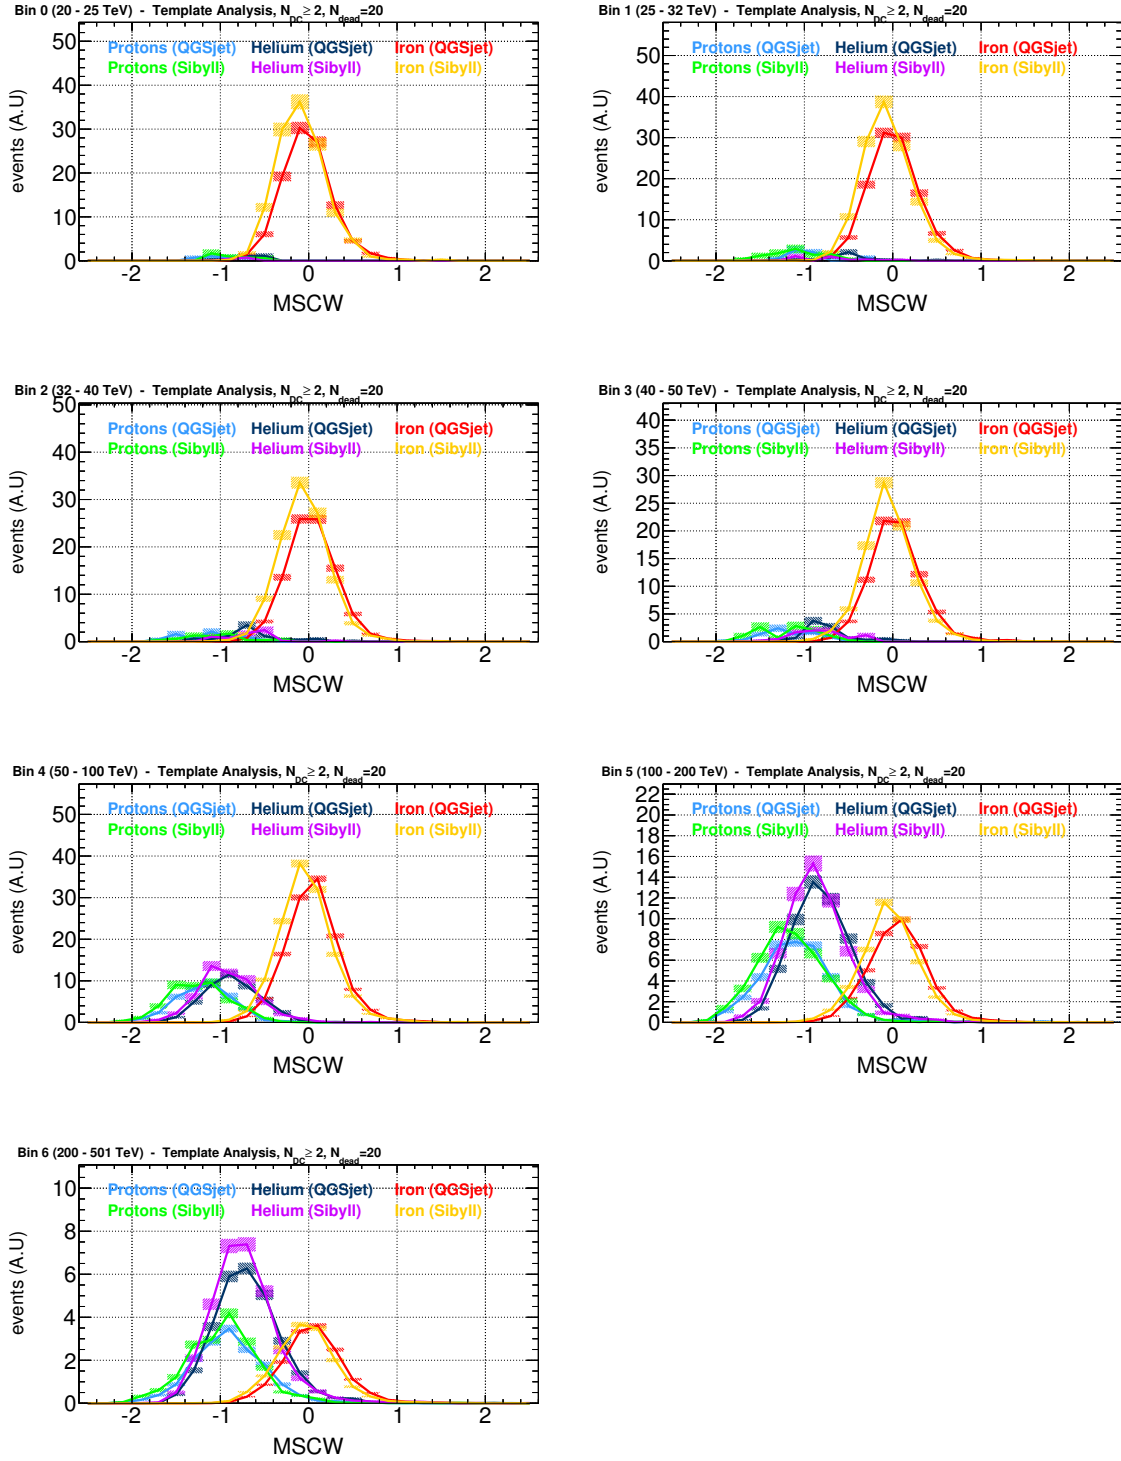 Bin 0 (20 - 25 TeV) - Template Analysis, N_DC ≥ 2, N_dead=20
events (A.U)
50
40
30
20
10
0
Protons (QGSjet) Helium (QGSjet) Iron (QGSjet)
Protons (Sibyll) Helium (Sibyll) Iron (Sibyll)
-2 -1 0 1 2
MSCW
Bin 1 (25 - 32 TeV) - Template Analysis, N_DC ≥ 2, N_dead=20
events (A.U)
50
40
30
20
10
0
Protons (QGSjet) Helium (QGSjet) Iron (QGSjet)
Protons (Sibyll) Helium (Sibyll) Iron (Sibyll)
-2 -1 0 1 2
MSCW
Bin 2 (32 - 40 TeV) - Template Analysis, N_DC ≥ 2, N_dead=20
events (A.U)
50
40
30
20
10
0
Protons (QGSjet) Helium (QGSjet) Iron (QGSjet)
Protons (Sibyll) Helium (Sibyll) Iron (Sibyll)
-2 -1 0 1 2
MSCW
Bin 3 (40 - 50 TeV) - Template Analysis, N_DC ≥ 2, N_dead=20
events (A.U)
40
35
30
25
20
15
10
5
0
Protons (QGSjet) Helium (QGSjet) Iron (QGSjet)
Protons (Sibyll) Helium (Sibyll) Iron (Sibyll)
-2 -1 0 1 2
MSCW
Bin 4 (50 - 100 TeV) - Template Analysis, N_DC ≥ 2, N_dead=20
events (A.U)
50
40
30
20
10
0
Protons (QGSjet) Helium (QGSjet) Iron (QGSjet)
Protons (Sibyll) Helium (Sibyll) Iron (Sibyll)
-2 -1 0 1 2
MSCW
Bin 5 (100 - 200 TeV) - Template Analysis, N_DC ≥ 2, N_dead=20
events (A.U)
22
20
18
16
14
12
10
8
6
4
2
0
Protons (QGSjet) Helium (QGSjet) Iron (QGSjet)
Protons (Sibyll) Helium (Sibyll) Iron (Sibyll)
-2 -1 0 1 2
MSCW
Bin 6 (200 - 501 TeV) - Template Analysis, N_DC ≥ 2, N_dead=20
events (A.U)
10
8
6
4
2
0
Protons (QGSjet) Helium (QGSjet) Iron (QGSjet)
Protons (Sibyll) Helium (Sibyll) Iron (Sibyll)
-2 -1 0 1 2
MSCW